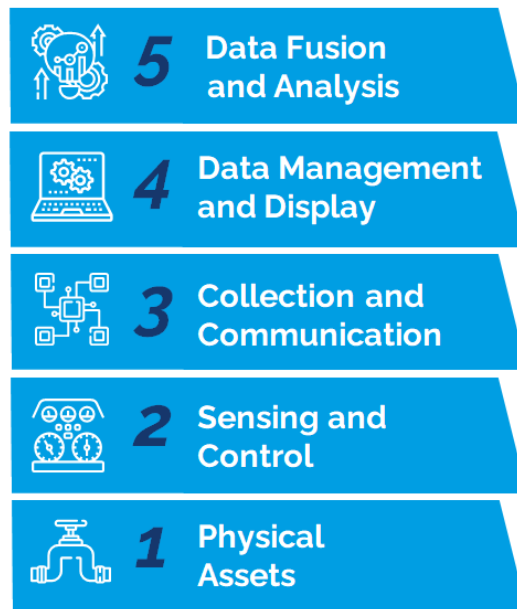 5
Data Fusion
and Analysis
4
Data Management
and Display
3
Collection and
Communication
2
Sensing and
Control
1
Physical
Assets